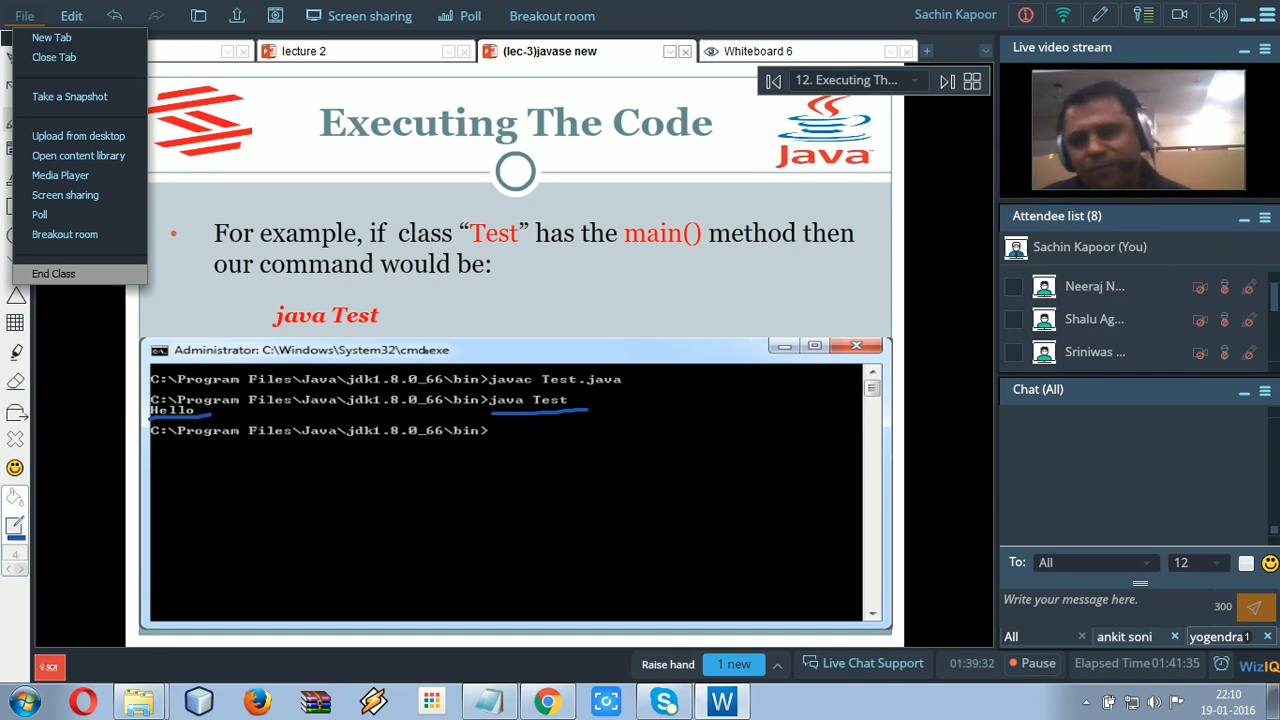 File Edit Screen sharing Poll Breakout room Sachin Kapoor
New Tab
Close Tab
Take a Snapshot
Upload from desktop
Open content library
Media Player
Screen sharing
Poll
Breakout room
End Class
lecture 2 (lec-3)javase new Whiteboard 6
12. Executing Th...
Executing The Code
Java
• For example, if class “Test” has the main() method then
our command would be:
java Test
Administrator: C:\Windows\System32\cmd.exe
C:\Program Files\Java\jdk1.8.0_66\bin>javac Test.java
C:\Program Files\Java\jdk1.8.0_66\bin>java Test
Hello
C:\Program Files\Java\jdk1.8.0_66\bin>
4
Live video stream
Attendee list (8)
Sachin Kapoor (You)
Neeraj N...
Shalu Ag...
Sriniwas ...
Chat (All)
To: All 12
Write your message here. 300
All ankit soni yogendra1
SCA
Raise hand 1 new Live Chat Support 01:39:32 Pause Elapsed Time 01:41:35 WizIQ
22:10
19-01-2016